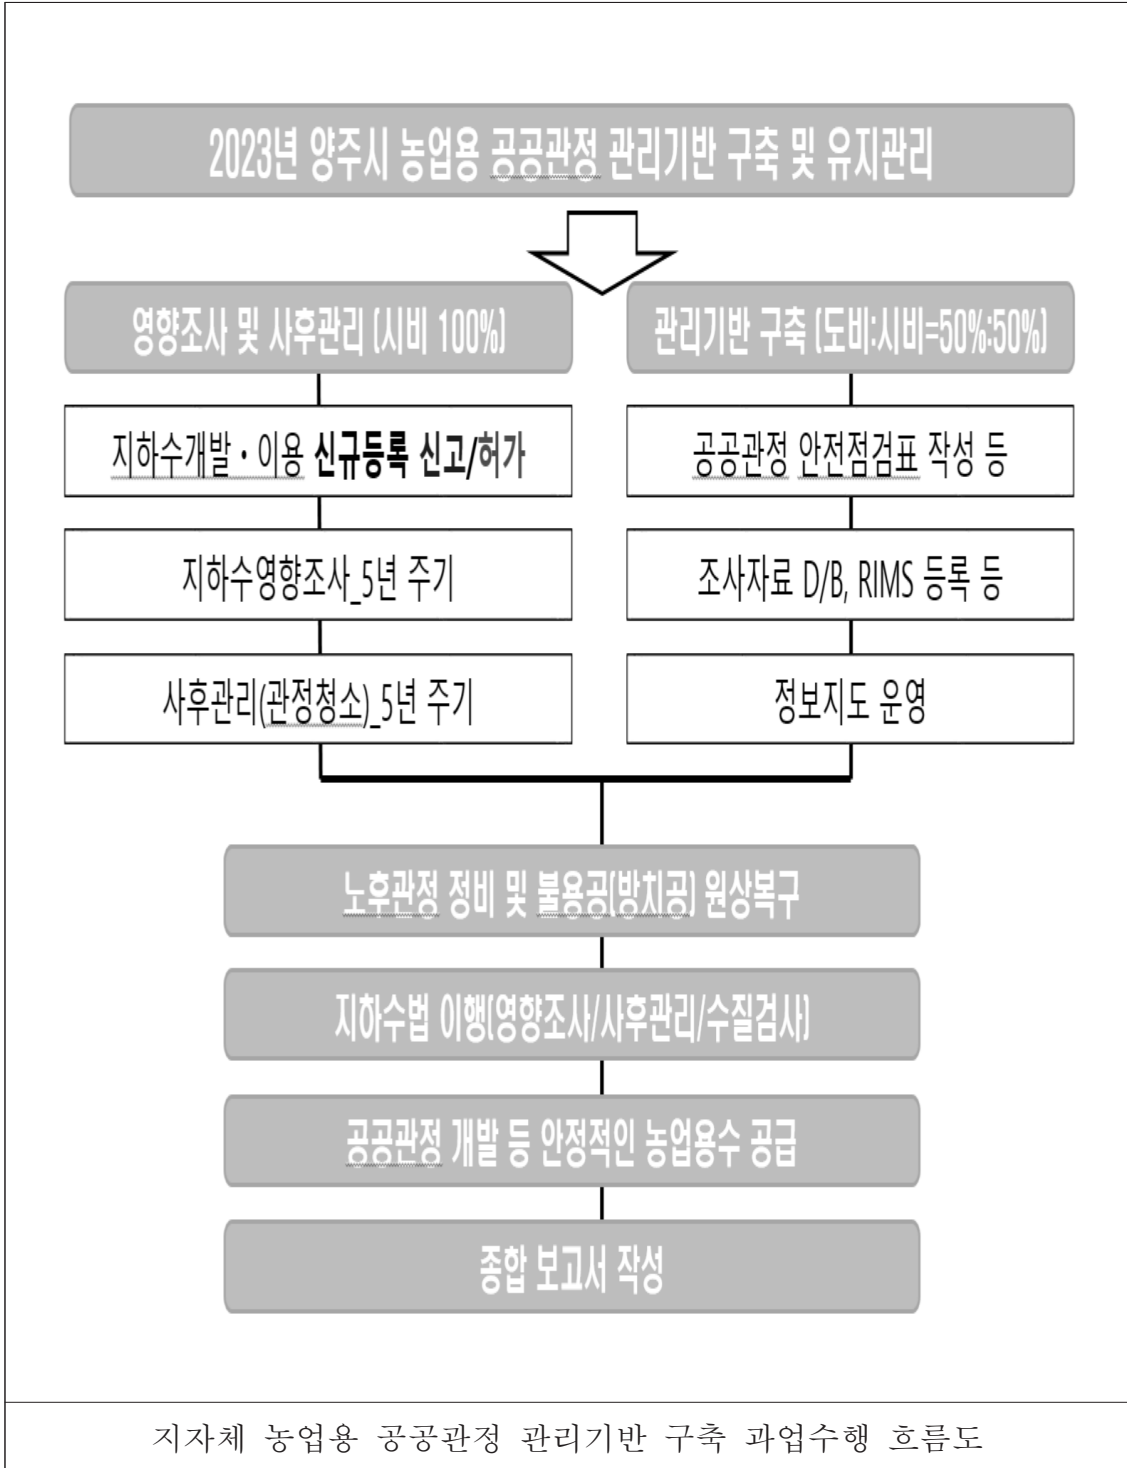 2023년 양주시 농업용 공공관정 관리기반 구축 및 유지관리
영향조사 및 사후관리 (시비 100%)
지하수개발·이용 신규등록 신고/허가
지하수영향조사_5년 주기
사후관리(관정청소)_5년 주기
관리기반 구축 (도비:시비=50%:50%)
공공관정 안전점검표 작성 등
조사자료 D/B, RIMS 등록 등
정보지도 운영
노후관정 정비 및 불용공(방치공) 원상복구
지하수법 이행(영향조사/사후관리/수질검사)
공공관정 개발 등 안정적인 농업용수 공급
종합 보고서 작성
지자체 농업용 공공관정 관리기반 구축 과업수행 흐름도